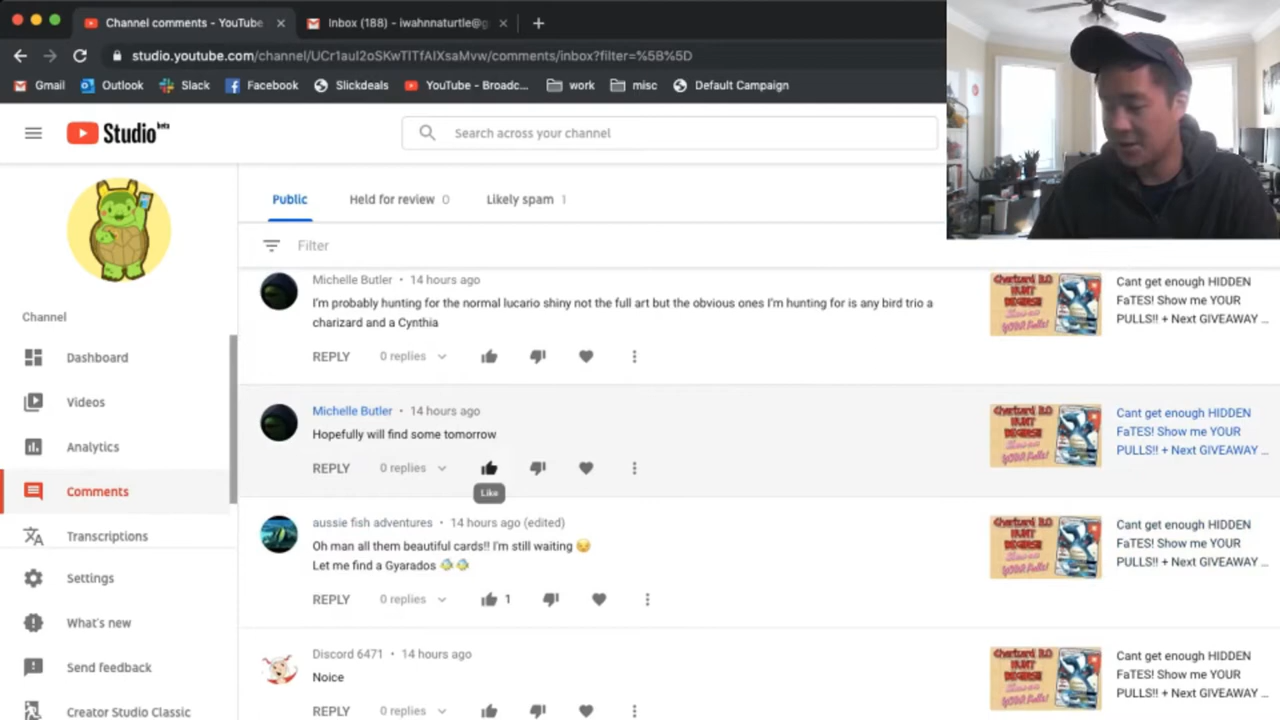 Channel comments - YouTube
Inbox (188) - iwahnnaturtle@g
studio.youtube.com/channel/UCr1auI2oSKwTITfAIXsaMvw/comments/inbox?filter=%5B%5D
Gmail Outlook Slack Facebook Slickdeals YouTube - Broadc... work misc Default Campaign
Studio beta
Search across your channel
Public Held for review 0 Likely spam 1
Filter
Channel
Dashboard
Videos
Analytics
Comments
Transcriptions
Settings
What's new
Send feedback
Creator Studio Classic
Michelle Butler • 14 hours ago
I'm probably hunting for the normal lucario shiny not the full art but the obvious ones I'm hunting for is any bird trio a
charizard and a Cynthia
REPLY 0 replies
Cant get enough HIDDEN
FaTES! Show me YOUR
PULLS!! + Next GIVEAWAY ...
Michelle Butler • 14 hours ago
Hopefully will find some tomorrow
REPLY 0 replies
Like
Cant get enough HIDDEN
FaTES! Show me YOUR
PULLS!! + Next GIVEAWAY ...
aussie fish adventures • 14 hours ago (edited)
Oh man all them beautiful cards!! I'm still waiting 😔
Let me find a Gyarados
REPLY 0 replies 1
Cant get enough HIDDEN
FaTES! Show me YOUR
PULLS!! + Next GIVEAWAY ...
Discord 6471 • 14 hours ago
Noice
REPLY 0 replies
Cant get enough HIDDEN
FaTES! Show me YOUR
PULLS!! + Next GIVEAWAY ...